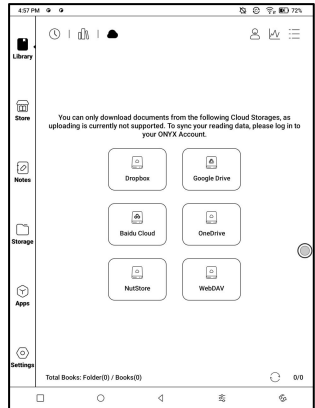 4:57 PM
72%
Library
Store
You can only download documents from the following Cloud Storages, as
uploading is currently not supported. To sync your reading data, please log in to
your ONYX Account.
Dropbox
Google Drive
Notes
Baidu Cloud
OneDrive
Storage
NutStore
WebDAV
Apps
Settings
Total Books: Folder(0) / Books(0)
0/0